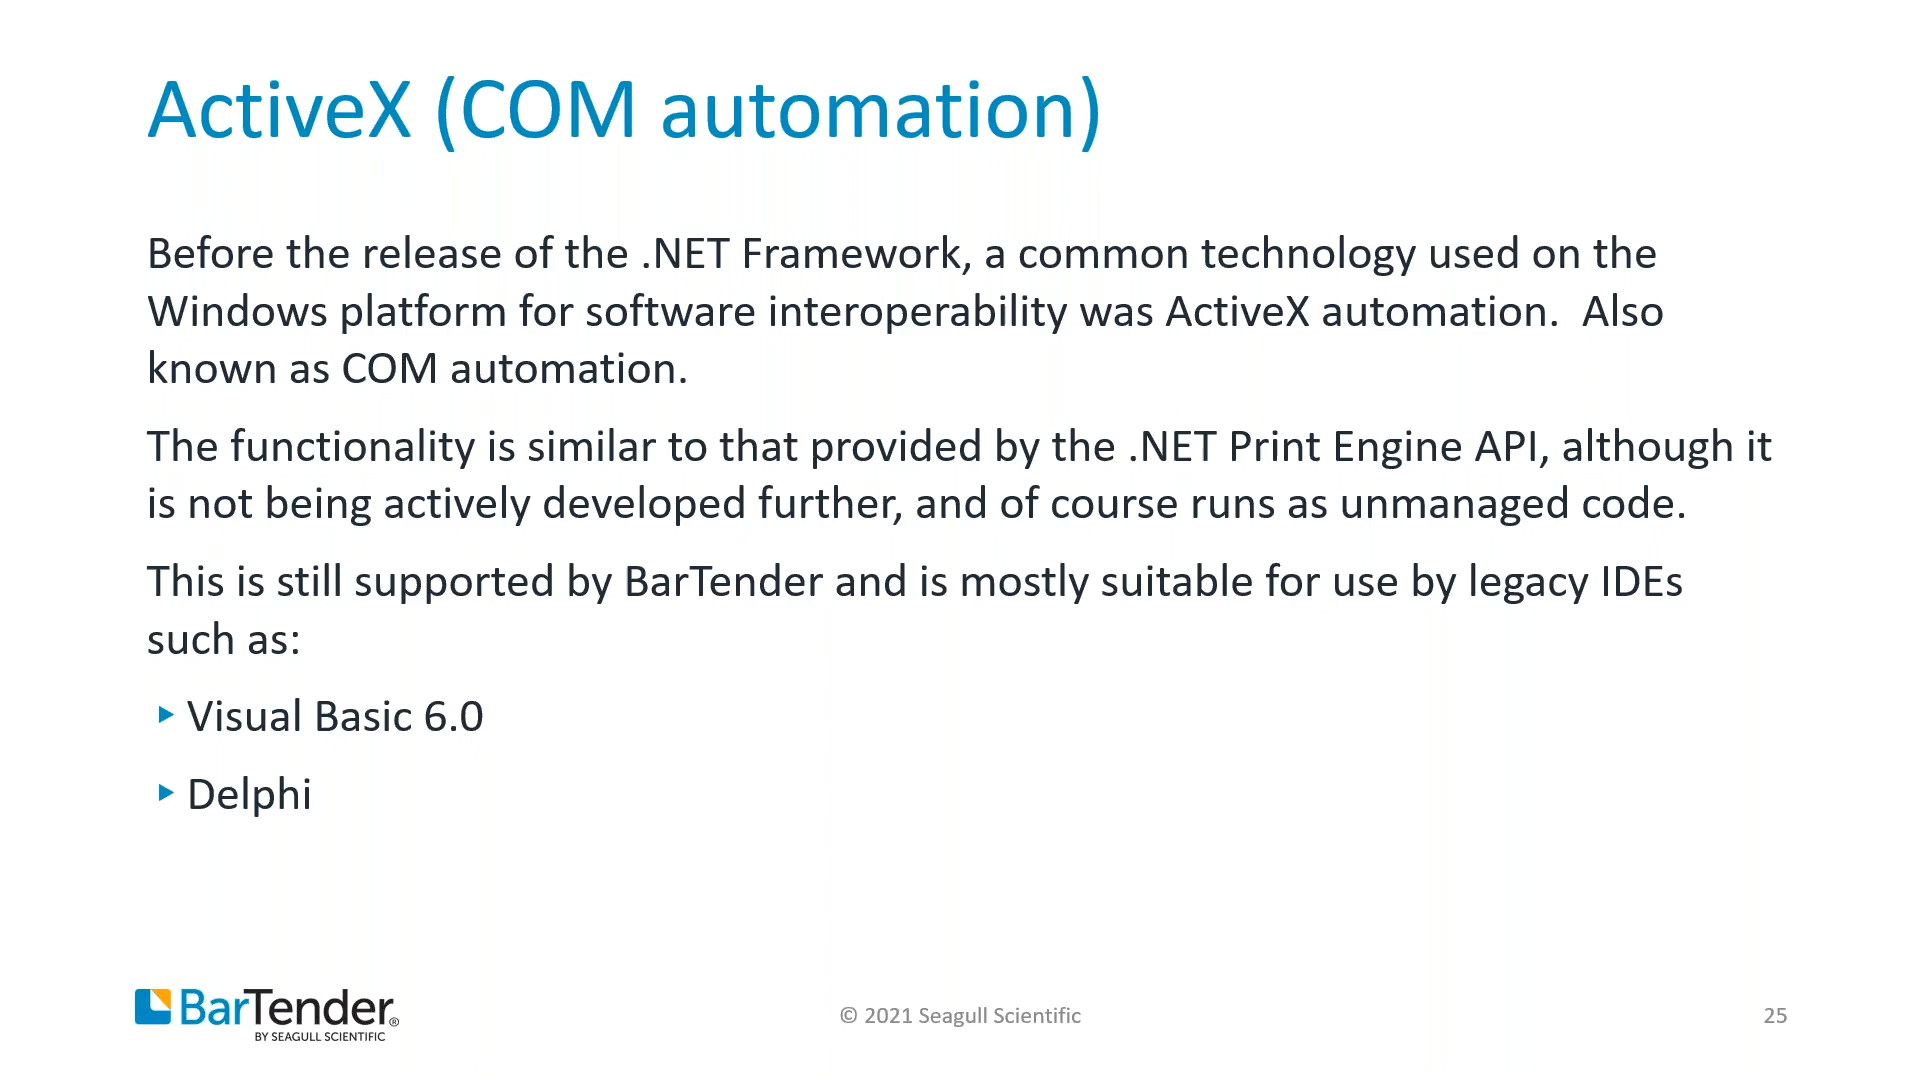 ActiveX (COM automation)
Before the release of the .NET Framework, a common technology used on the
Windows platform for software interoperability was ActiveX automation.  Also
known as COM automation.
The functionality is similar to that provided by the .NET Print Engine API, although it
is not being actively developed further, and of course runs as unmanaged code.
This is still supported by BarTender and is mostly suitable for use by legacy IDEs
such as:
Visual Basic 6.0
Delphi
BarTender®
BY SEAGULL SCIENTIFIC
© 2021 Seagull Scientific
25